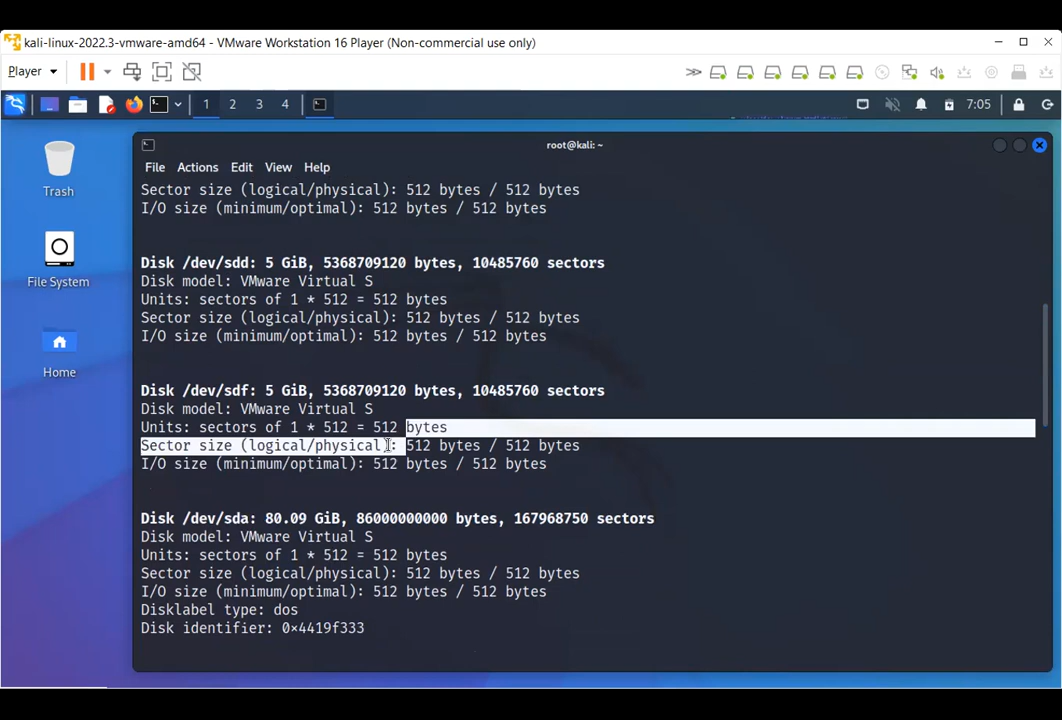 kali-linux-2022.3-vmware-amd64 - VMware Workstation 16 Player (Non-commercial use only)
Player
1 2 3 4 7:05
Trash
File System
Home
root@kali: ~
File Actions Edit View Help
Sector size (logical/physical): 512 bytes / 512 bytes
I/O size (minimum/optimal): 512 bytes / 512 bytes
Disk /dev/sdd: 5 GiB, 5368709120 bytes, 10485760 sectors
Disk model: VMware Virtual S
Units: sectors of 1 * 512 = 512 bytes
Sector size (logical/physical): 512 bytes / 512 bytes
I/O size (minimum/optimal): 512 bytes / 512 bytes
Disk /dev/sdf: 5 GiB, 5368709120 bytes, 10485760 sectors
Disk model: VMware Virtual S
Units: sectors of 1 * 512 = 512 bytes
Sector size (logical/physical): 512 bytes / 512 bytes
I/O size (minimum/optimal): 512 bytes / 512 bytes
Disk /dev/sda: 80.09 GiB, 86000000000 bytes, 167968750 sectors
Disk model: VMware Virtual S
Units: sectors of 1 * 512 = 512 bytes
Sector size (logical/physical): 512 bytes / 512 bytes
I/O size (minimum/optimal): 512 bytes / 512 bytes
Disklabel type: dos
Disk identifier: 0×4419f333